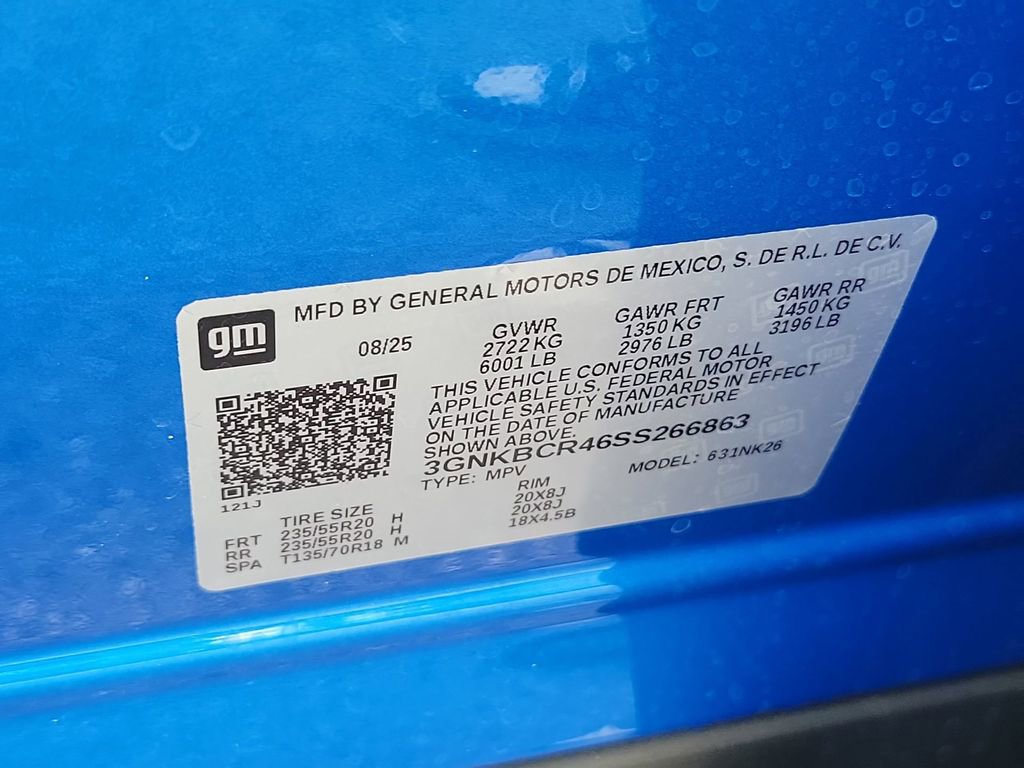 MFD BY GENERAL MOTORS DE MEXICO, S. DE R.L. DE C.V.
gm
08/25
GVWR GAWR FRT GAWR RR
2722 KG 1350 KG 1450 KG
6001 LB 2976 LB 3196 LB
THIS VEHICLE CONFORMS TO ALL
APPLICABLE U.S. FEDERAL MOTOR
VEHICLE SAFETY STANDARDS IN EFFECT
ON THE DATE OF MANUFACTURE
SHOWN ABOVE.
3GNKBCR46SS266863
TYPE: MPV MODEL: 631NK26
121J
TIRE SIZE RIM
FRT 235/55R20 H 20X8J
RR 235/55R20 H 20X8J
SPA T135/70R18 M 18X4.5B